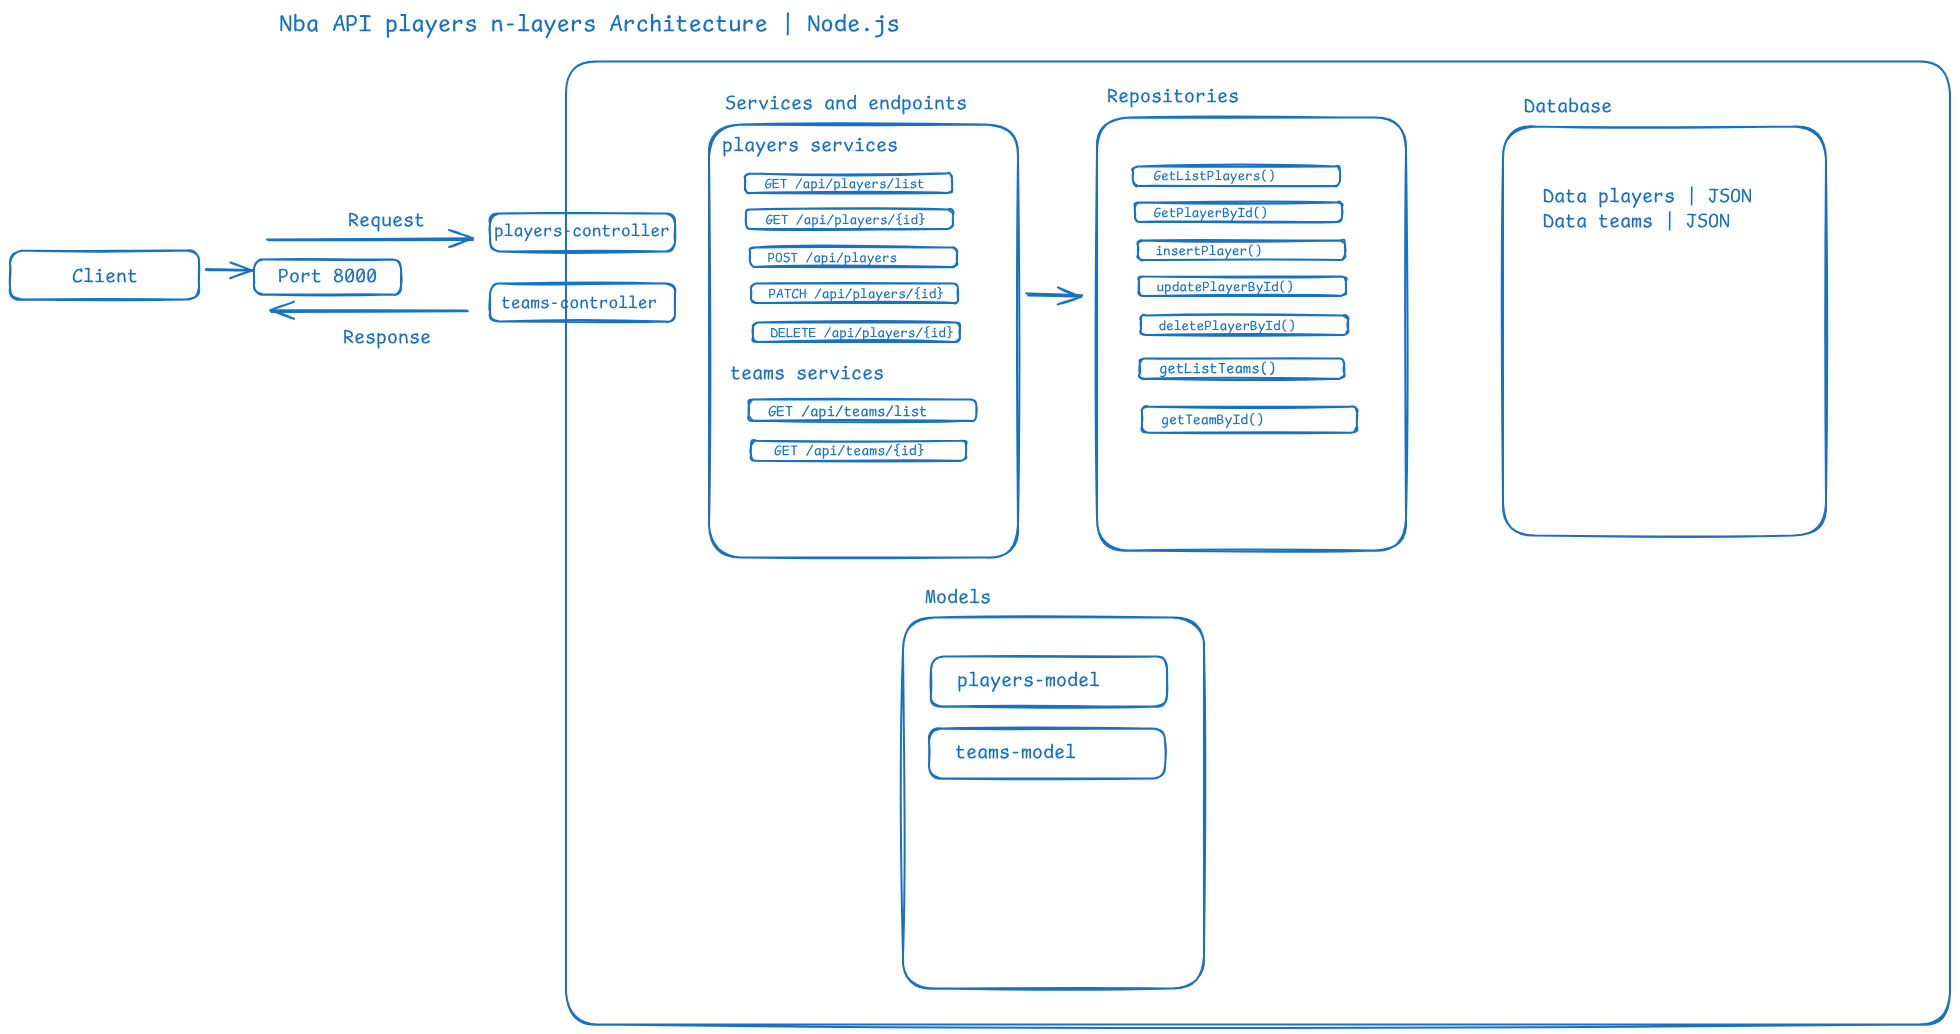 Nba API players n-layers Architecture | Node.js
Client
Port 8000
Request
Response
players-controller
teams-controller
Services and endpoints
players services
GET /api/players/list
GET /api/players/{id}
POST /api/players
PATCH /api/players/{id}
DELETE /api/players/{id}
teams services
GET /api/teams/list
GET /api/teams/{id}
Repositories
GetListPlayers()
GetPlayerById()
insertPlayer()
updatePlayerById()
deletePlayerById()
getListTeams()
getTeamById()
Database
Data players | JSON
Data teams | JSON
Models
players-model
teams-model